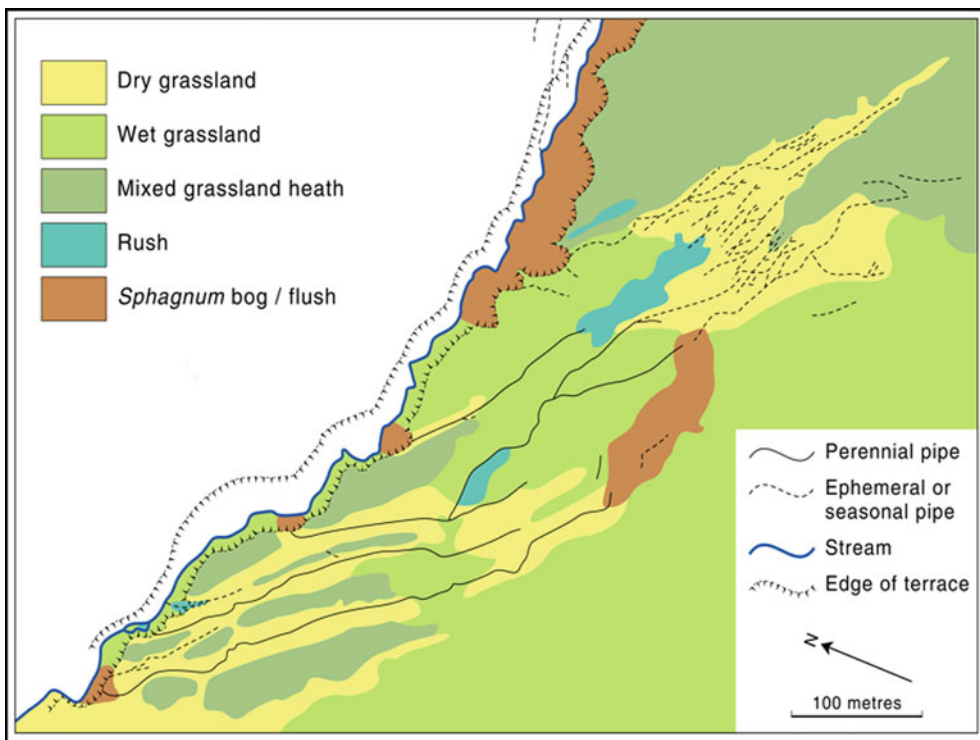 Dry grassland
Wet grassland
Mixed grassland heath
Rush
Sphagnum bog / flush
Perennial pipe
Ephemeral or
seasonal pipe
Stream
Edge of terrace
N
100 metres